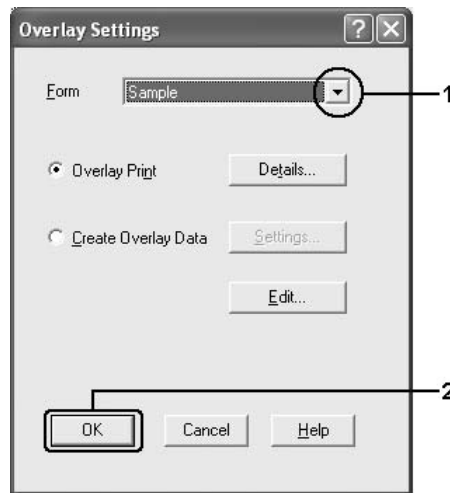 Overlay Settings
Form Sample
1
Overlay Print Details...
Create Overlay Data Settings...
Edit...
2
OK Cancel Help